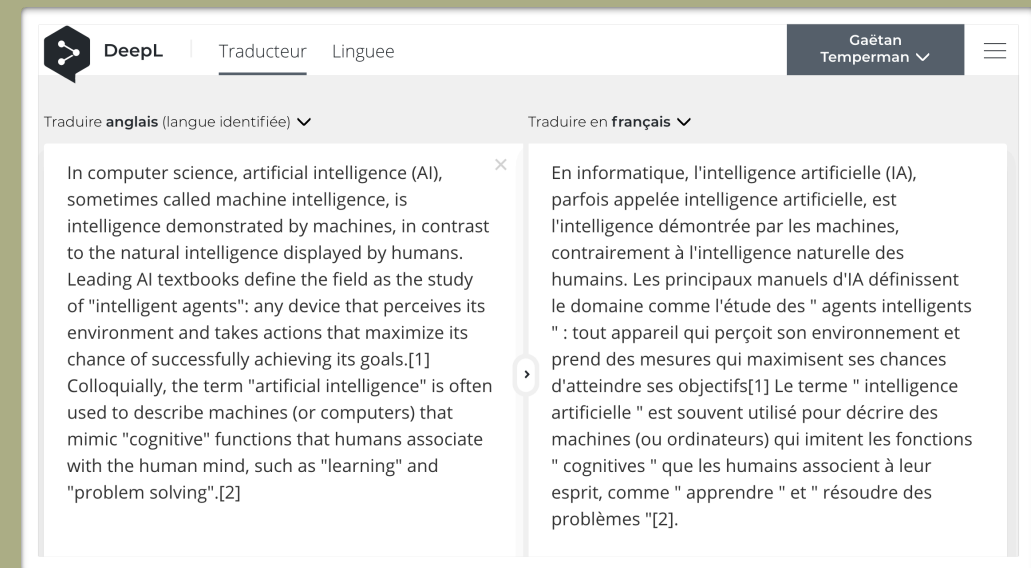 DeepL
Traducteur Linguee
Gaëtan
Temperman
Traduire anglais (langue identifiée)
In computer science, artificial intelligence (AI),
sometimes called machine intelligence, is
intelligence demonstrated by machines, in contrast
to the natural intelligence displayed by humans.
Leading AI textbooks define the field as the study
of "intelligent agents": any device that perceives its
environment and takes actions that maximize its
chance of successfully achieving its goals.[1]
Colloquially, the term "artificial intelligence" is often
used to describe machines (or computers) that
mimic "cognitive" functions that humans associate
with the human mind, such as "learning" and
"problem solving".[2]
Traduire en français
En informatique, l'intelligence artificielle (IA),
parfois appelée intelligence artificielle, est
l'intelligence démontrée par les machines,
contrairement à l'intelligence naturelle des
humains. Les principaux manuels d'IA définissent
le domaine comme l'étude des " agents intelligents
" : tout appareil qui perçoit son environnement et
prend des mesures qui maximisent ses chances
d'atteindre ses objectifs[1] Le terme " intelligence
artificielle " est souvent utilisé pour décrire des
machines (ou ordinateurs) qui imitent les fonctions
" cognitives " que les humains associent à leur
esprit, comme " apprendre " et " résoudre des
problèmes "[2].